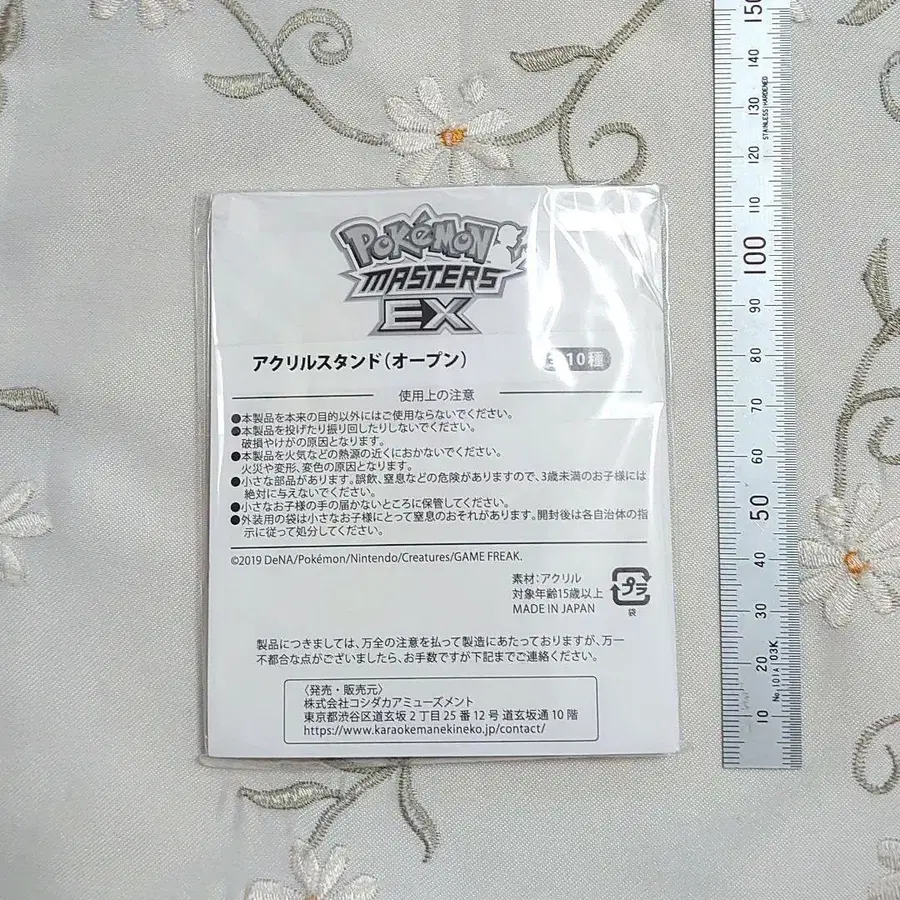 POKÉMON
MASTERS
EX
アクリルスタンド(オープン)
全10種
使用上の注意
●本製品を本来の目的以外にはご使用ならないでください。
●本製品を投げたり振り回したりしないでください。
破損やけがの原因となります。
●本製品を火気などの熱源の近くにおかないでください。
火災や変形、変色の原因となります。
●小さな部品があります。誤飲、窒息などの危険がありますので、3歳未満のお子様には
絶対に与えないでください。
●小さなお子様の手の届かないところに保管してください。
●外装用の袋は小さなお子様にとって窒息のおそれがあります。開封後は各自治体の指
示に従って処分してください。
©2019 DeNA/Pokémon/Nintendo/Creatures/GAME FREAK.
素材:アクリル
対象年齢15歳以上
MADE IN JAPAN
プラ
袋
製品につきましては、万全の注意を払って製造にあたっておりますが、万一
不都合な点がございましたら、お手数ですが下記までご連絡ください。
〈発売・販売元〉
株式会社コシダカアミューズメント
東京都渋谷区道玄坂2丁目25番12号 道玄坂通10階
https://www.karaokemanekineko.jp/contact/
150
140
130
STAINLESS HARDENED
120
110
100
90
80
70
60
50
40
30
20
No.101A 03K
10